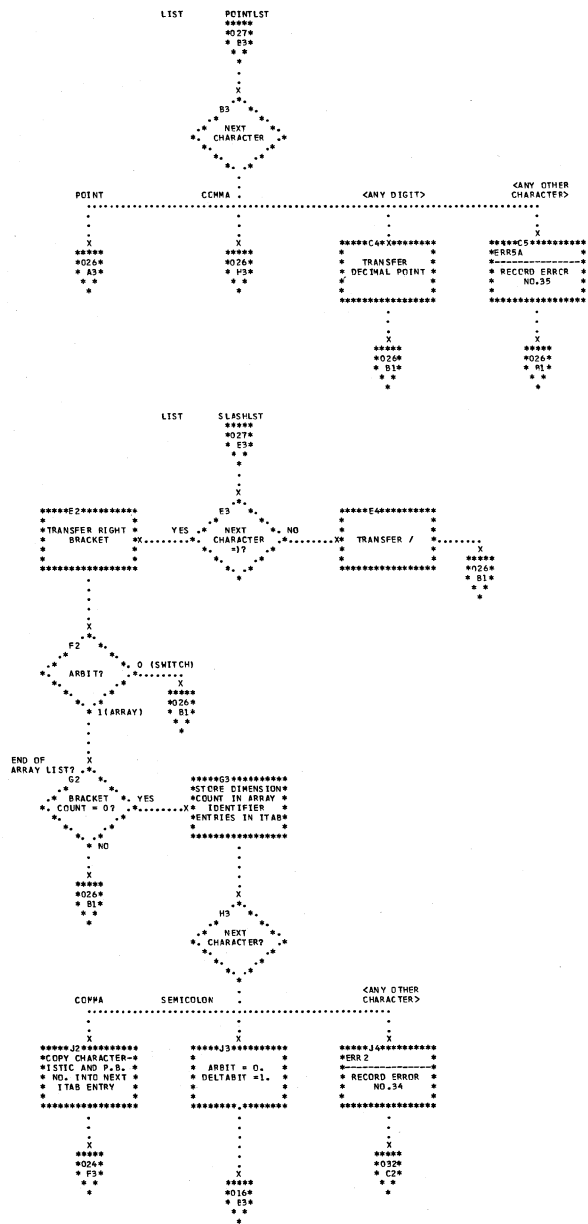 LIST POINTLST
*027*
* B3*
B3
NEXT
CHARACTER
POINT COMMA <ANY DIGIT> <ANY OTHER
CHARACTER>
*026*
* A3*
*026*
* H3*
*****C4*X********
TRANSFER
DECIMAL POINT
*****C5**********
*ERR5A
RECORD ERROR
NO.35
*026*
* B1*
*026*
* B1*
LIST SLASHLST
*027*
* E3*
*****E2**********
*TRANSFER RIGHT
BRACKET
YES
E3
NEXT
CHARACTER
=)?
NO
*****E4**********
TRANSFER /
*026*
* B1*
F2
ARBIT?
0 (SWITCH)
*026*
* B1*
* 1(ARRAY)
END OF
ARRAY LIST?
G2
BRACKET
COUNT = 0?
YES
*****G3**********
*STORE DIMENSION
*COUNT IN ARRAY *
IDENTIFIER
*ENTRIES IN ITAB*
* NO
*026*
* B1*
H3
NEXT
CHARACTER?
COMMA SEMICOLON <ANY OTHER
CHARACTER>
*****J2**********
*COPY CHARACTER-*
*ISTIC AND P.B. *
* NO. INTO NEXT *
ITAB ENTRY
*****J3**********
ARBIT = 0.
DELTABIT =1.
*****J4**********
*ERR2
RECORD ERROR
NO.34
*024*
* F3*
*016*
* B3*
*032*
* C2*